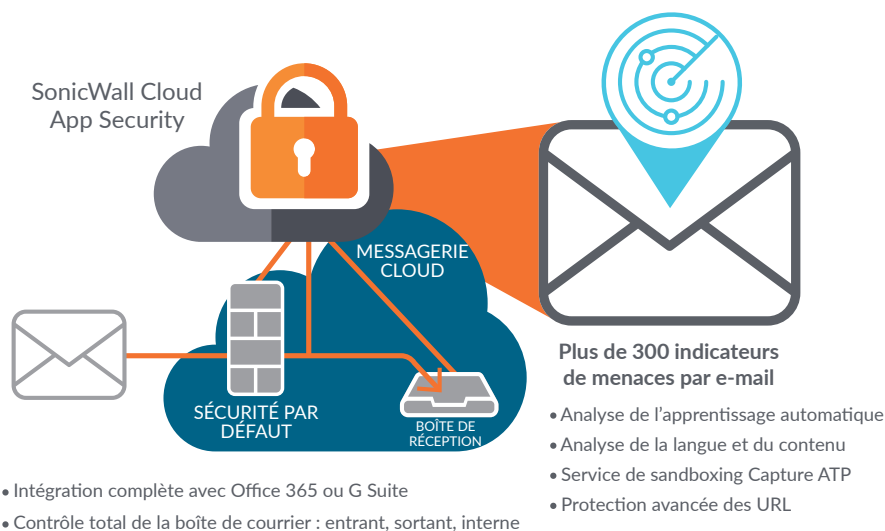 SonicWall Cloud
App Security
MESSAGERIE
CLOUD
SÉCURITÉ PAR
DÉFAUT
BOÎTE DE
RÉCEPTION
Plus de 300 indicateurs
de menaces par e-mail
• Analyse de l’apprentissage automatique
• Analyse de la langue et du contenu
• Service de sandboxing Capture ATP
• Protection avancée des URL
• Intégration complète avec Office 365 ou G Suite
• Contrôle total de la boîte de courrier : entrant, sortant, interne